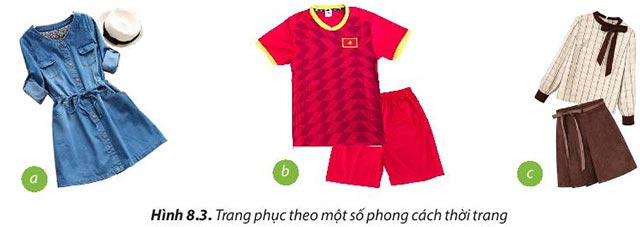 a
b
c
Hình 8.3. Trang phục theo một số phong cách thời trang